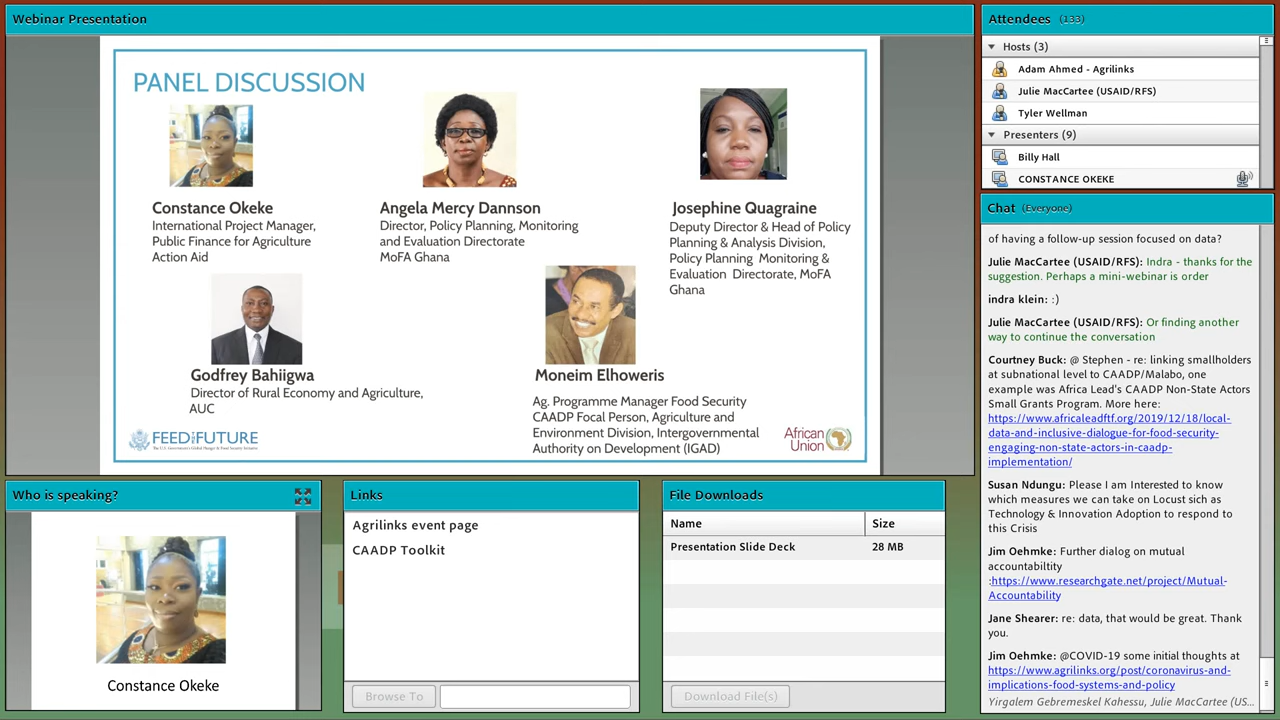 Webinar Presentation
PANEL DISCUSSION
Constance Okeke
International Project Manager,
Public Finance for Agriculture
Action Aid
Angela Mercy Dannson
Director, Policy Planning, Monitoring
and Evaluation Directorate
MoFA Ghana
Josephine Quagraine
Deputy Director & Head of Policy
Planning & Analysis Division,
Policy Planning Monitoring &
Evaluation Directorate, MoFA
Ghana
Godfrey Bahiigwa
Director of Rural Economy and Agriculture,
AUC
Moneim Elhoweris
Ag. Programme Manager Food Security
CAADP Focal Person, Agriculture and
Environment Division, Intergovernmental
Authority on Development (IGAD)
FEED THE FUTURE
The U.S. Government's Global Hunger & Food Security Initiative
African
Union
Who is speaking?
Constance Okeke
Links
Agrilinks event page
CAADP Toolkit
Browse To
File Downloads
Name Size
Presentation Slide Deck 28 MB
Download File(s)
Attendees (133)
Hosts (3)
Adam Ahmed - Agrilinks
Julie MacCartee (USAID/RFS)
Tyler Wellman
Presenters (9)
Billy Hall
CONSTANCE OKEKE
Chat (Everyone)
of having a follow-up session focused on data?
Julie MacCartee (USAID/RFS): Indra - thanks for the
suggestion. Perhaps a mini-webinar is order
indra klein: :)
Julie MacCartee (USAID/RFS): Or finding another
way to continue the conversation
Courtney Buck: @ Stephen - re: linking smallholders
at subnational level to CAADP/Malabo, one
example was Africa Lead's CAADP Non-State Actors
Small Grants Program. More here:
https://www.africaleadftf.org/2019/12/18/local-
data-and-inclusive-dialogue-for-food-security-
engaging-non-state-actors-in-caadp-
implementation/
Susan Ndungu: Please I am Interested to know
which measures we can take on Locust sich as
Technology & Innovation Adoption to respond to
this Crisis
Jim Oehmke: Further dialog on mutual
accountabiltity
:https://www.researchgate.net/project/Mutual-
Accountability
Jane Shearer: re: data, that would be great. Thank
you.
Jim Oehmke: @COVID-19 some initial thoughts at
https://www.agrilinks.org/post/coronavirus-and-
implications-food-systems-and-policy
Yirgalem Gebremeskel Kahessu, Julie MacCartee (US...